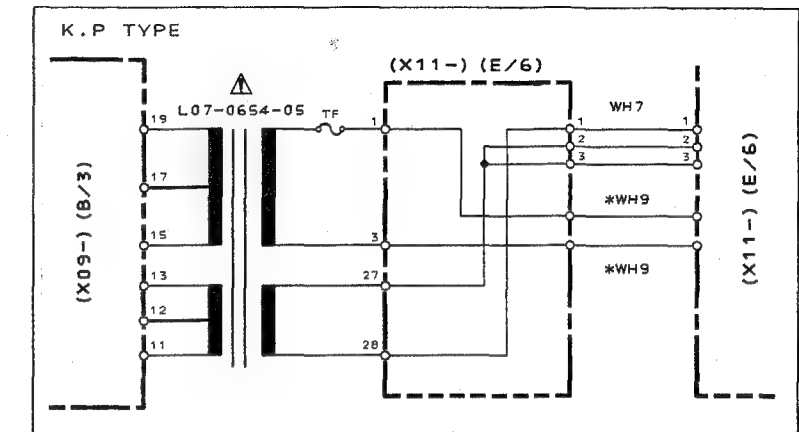 K.P TYPE
(X11-) (E/6)
L07-0654-05
TF
19
17
15
13
12
11
(X09-) (B/3)
1
3
27
28
1
2
3
WH7
1
2
3
*WH9
*WH9
(X11-) (E/6)